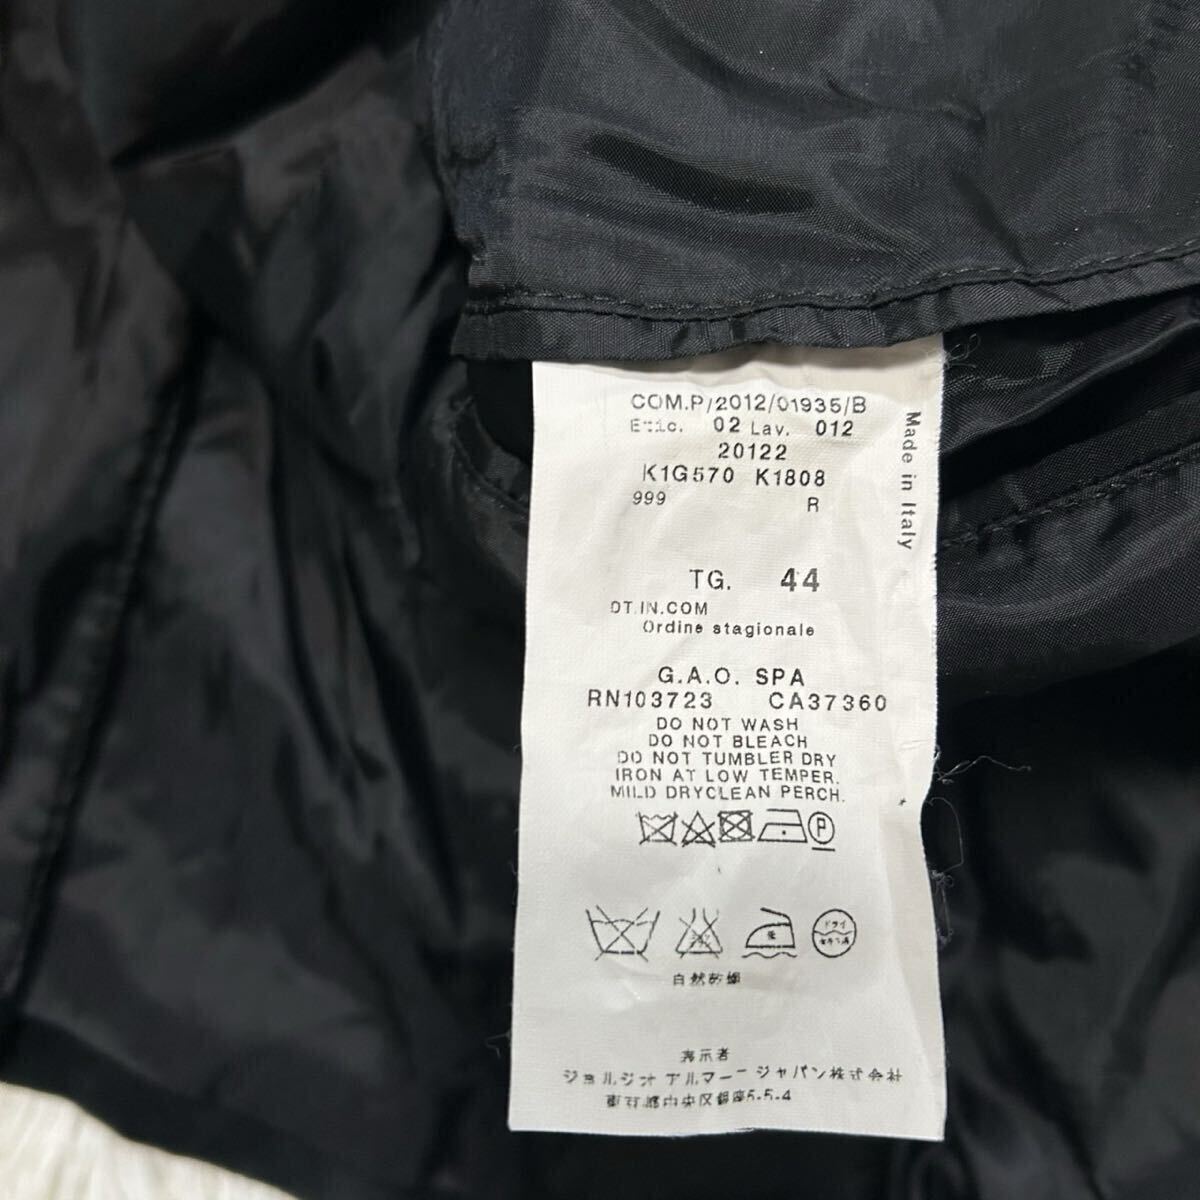 COM.P/2012/01935/B
Etic. 02 Lav. 012
20122
K1G570 K1808
999 R
Made in Italy
TG. 44
DT.IN.COM
Ordine stagionale
G.A.O. SPA
RN103723 CA37360
DO NOT WASH
DO NOT BLEACH
DO NOT TUMBLER DRY
IRON AT LOW TEMPER.
MILD DRYCLEAN PERCH.
P
低
ドライ
自然乾燥
表示者
ジョルジオ アルマーニ ジャパン株式会社
東京都中央区銀座5-5-4